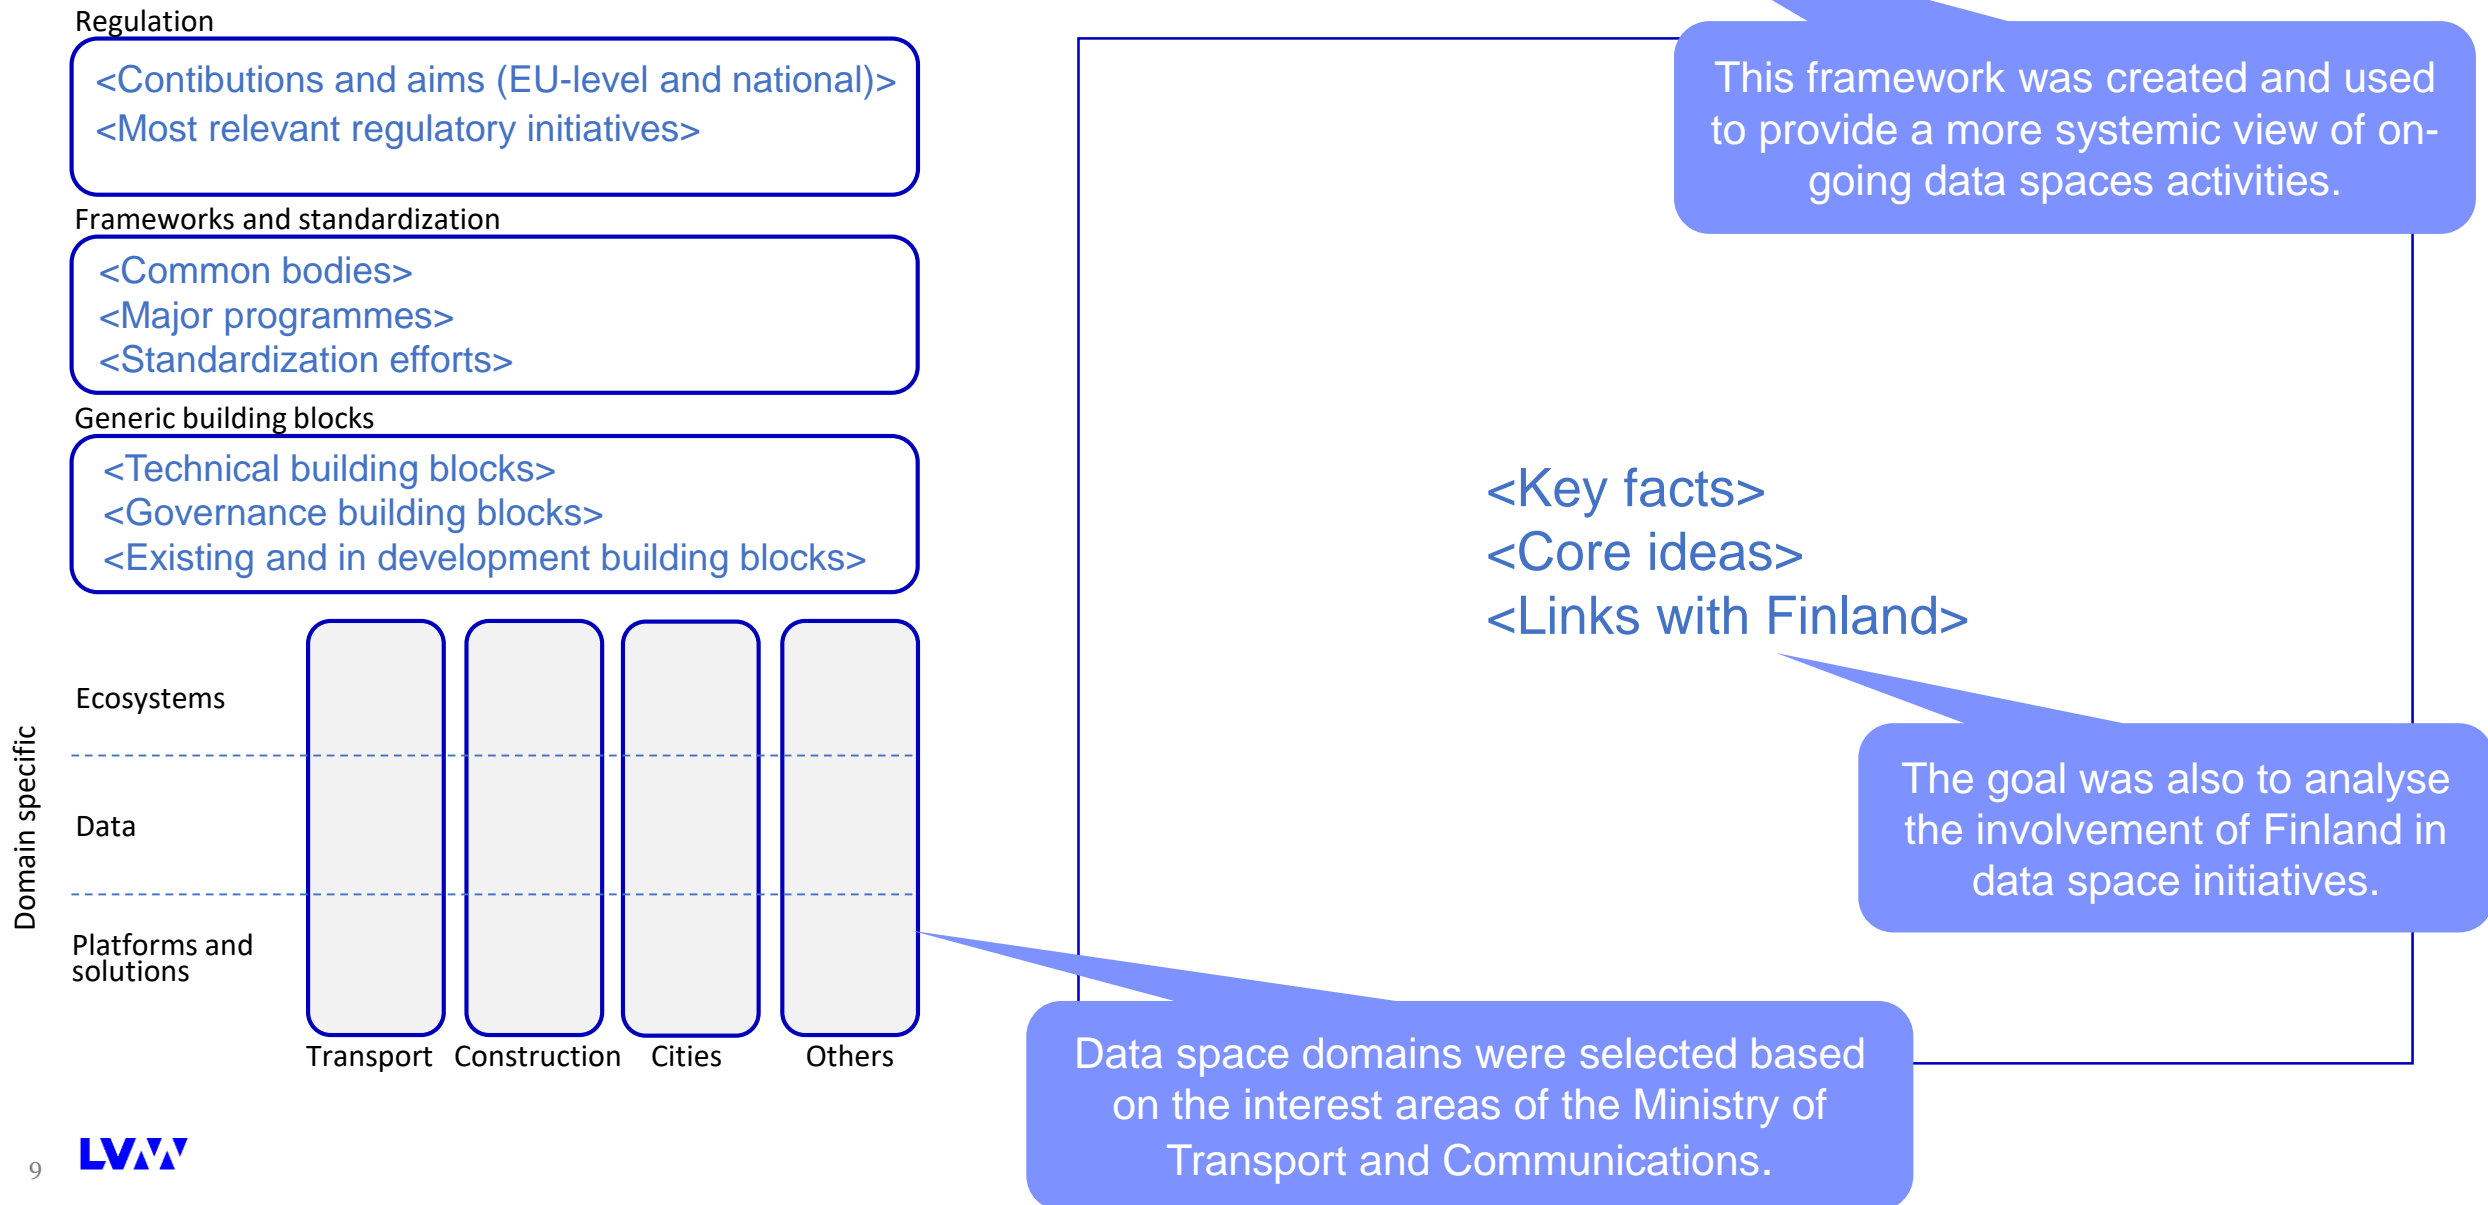 Regulation
<Contibutions and aims (EU-level and national)>
<Most relevant regulatory initiatives>
Frameworks and standardization
<Common bodies>
<Major programmes>
<Standardization efforts>
Generic building blocks
<Technical building blocks>
<Governance building blocks>
<Existing and in development building blocks>
Domain specific
Ecosystems
Data
Platforms and
solutions
Transport
Construction
Cities
Others
This framework was created and used
to provide a more systemic view of on-
going data spaces activities.
<Key facts>
<Core ideas>
<Links with Finland>
The goal was also to analyse
the involvement of Finland in
data space initiatives.
Data space domains were selected based
on the interest areas of the Ministry of
Transport and Communications.
9
LVM